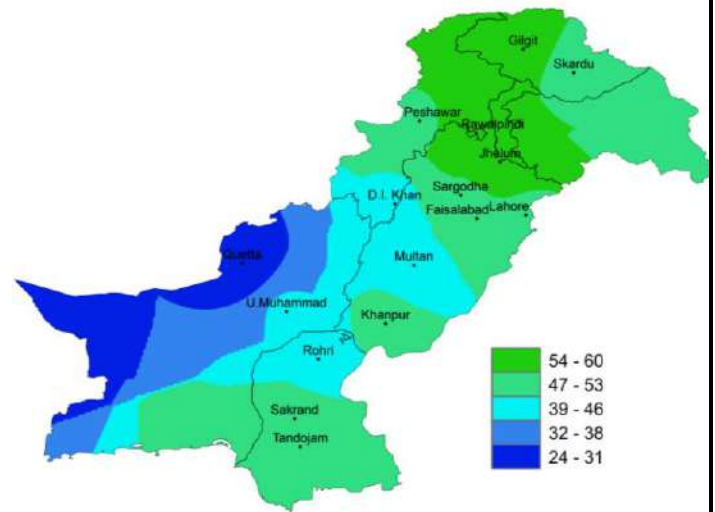 Gilgit
Skardu
Peshawar
Rawalpindi
Jhelum
Sargodha
D.I. Khan
Faisalabad
Lahore
Quetta
Multan
U.Muhammad
Khanpur
Rohri
Sakrand
Tandojam
54 - 60
47 - 53
39 - 46
32 - 38
24 - 31